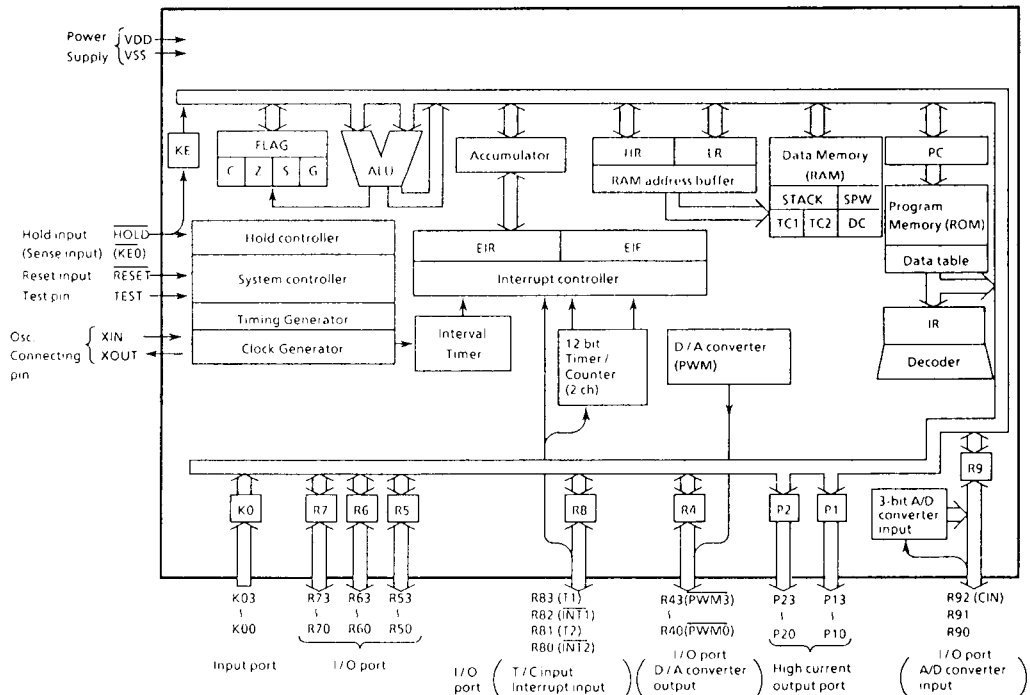 Power
Supply
VDD
VSS
KE
FLAG
C Z S G
ALU
Accumulator
HR LR
RAM address buffer
Data Memory
(RAM)
STACK SPW
TC1 TC2 DC
PC
Program
Memory (ROM)
Data table
Hold input HOLD
(Sense input) (KE0)
Reset input RESET
Test pin TEST
Osc.
Connecting
pin
XIN
XOUT
Hold controller
System controller
Timing Generator
Clock Generator
EIR EIF
Interrupt controller
Interval
Timer
12 bit
Timer /
Counter
(2 ch)
D/A converter
(PWM)
IR
Decoder
R9
3-bit A/D
converter
input
K0 R7 R6 R5 R8 R4 P2 P1
K03
~
K00
R73
~
R70
R63
~
R60
R53
~
R50
R83 (T1)
R82 (INT1)
R81 (T2)
R80 (INT2)
R43(PWM3)
~
R40(PWM0)
P23
~
P20
P13
~
P10
R92 (CIN)
R91
R90
Input port
I/O port
I/O
port
(T/C input
Interrupt input)
I/O port
(D/A converter
output)
High current
output port
I/O port
(A/D converter
input)